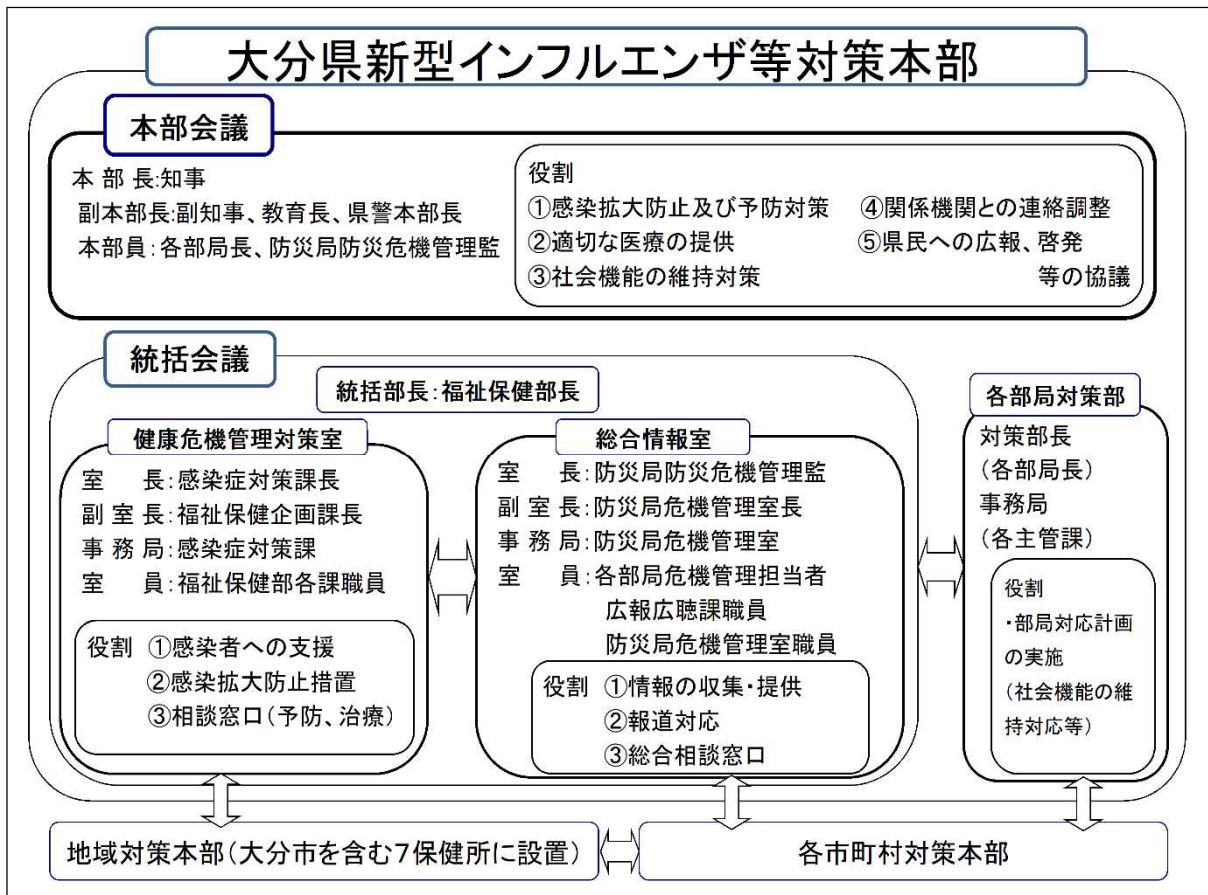 大分県新型インフルエンザ等対策本部
本部会議
本部長:知事
副本部長:副知事、教育長、県警本部長
本部員:各部局長、防災局防災危機管理監
役割
①感染拡大防止及び予防対策
②適切な医療の提供
③社会機能の維持対策
④関係機関との連絡調整
⑤県民への広報、啓発
等の協議
統括会議
統括部長:福祉保健部長
健康危機管理対策室
室長:感染症対策課長
副室長:福祉保健企画課長
事務局:感染症対策課
室員:福祉保健部各課職員
役割 ①感染者への支援
②感染拡大防止措置
③相談窓口(予防、治療)
総合情報室
室長:防災局防災危機管理監
副室長:防災局危機管理室長
事務局:防災局危機管理室
室員:各部局危機管理担当者
広報広聴課職員
防災局危機管理室職員
役割 ①情報の収集・提供
②報道対応
③総合相談窓口
各部局対策部
対策部長
(各部局長)
事務局
(各主管課)
役割
・部局対応計画
の実施
(社会機能の維
持対応等)
地域対策本部(大分市を含む7保健所に設置)
各市町村対策本部